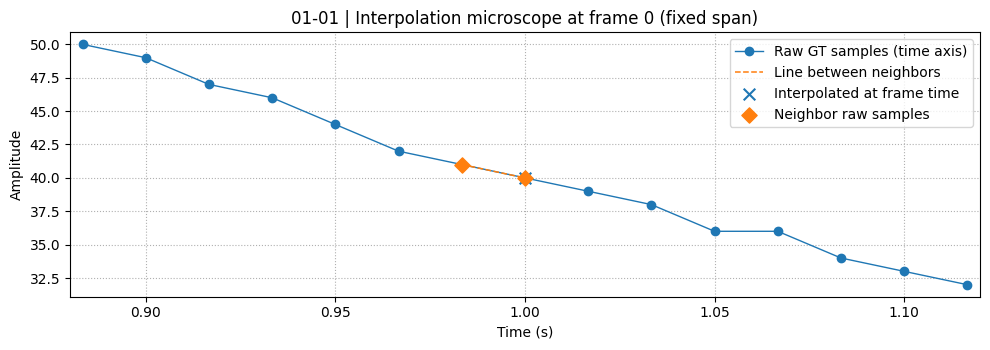 01-01 | Interpolation microscope at frame 0 (fixed span)
Raw GT samples (time axis)
Line between neighbors
Interpolated at frame time
Neighbor raw samples
Amplitude
50.0
47.5
45.0
42.5
40.0
37.5
35.0
32.5
0.90
0.95
1.00
1.05
1.10
Time (s)